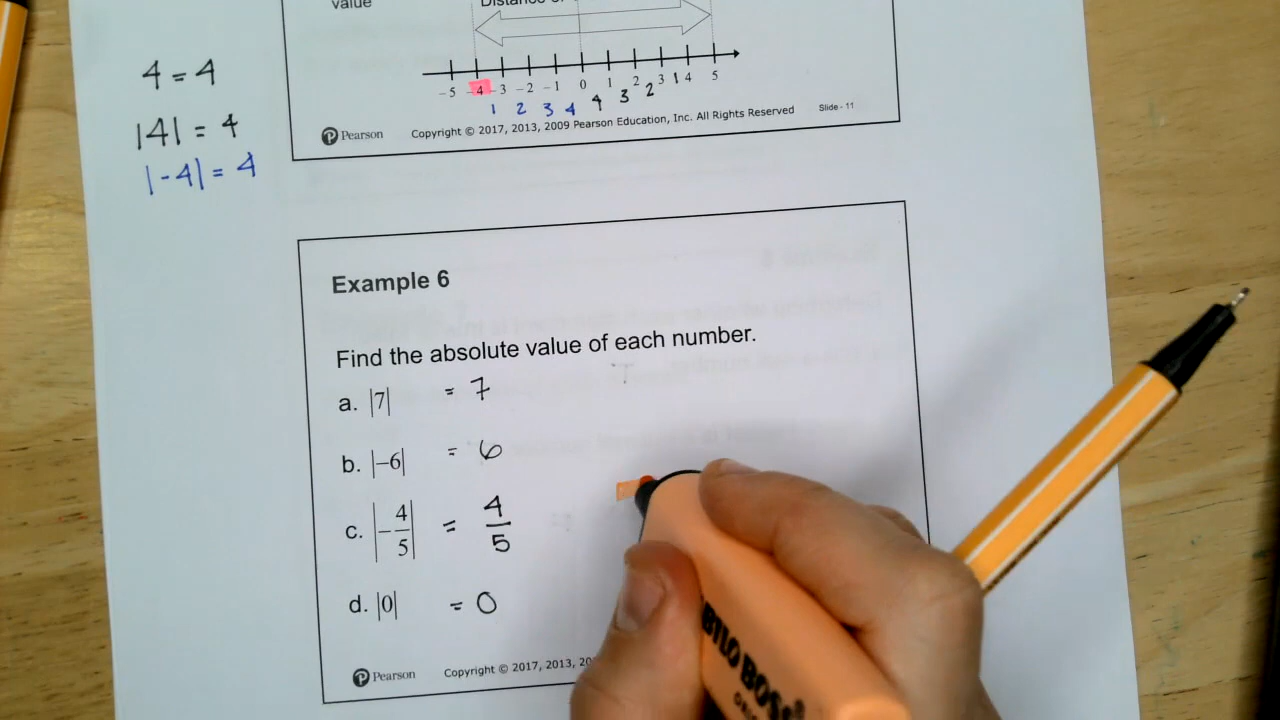 value
4 = 4
|4| = 4
|-4| = 4
-5 -4 -3 -2 -1 0 1 2 3 4 5
1 2 3 4 4 3 2 1
Pearson Copyright © 2017, 2013, 2009 Pearson Education, Inc. All Rights Reserved Slide - 11
Example 6
Find the absolute value of each number.
a. |7| = 7
b. |−6| = 6
c. |−4/5| = 4/5
d. |0| = 0
Pearson Copyright © 2017, 2013,
STILO BOSS